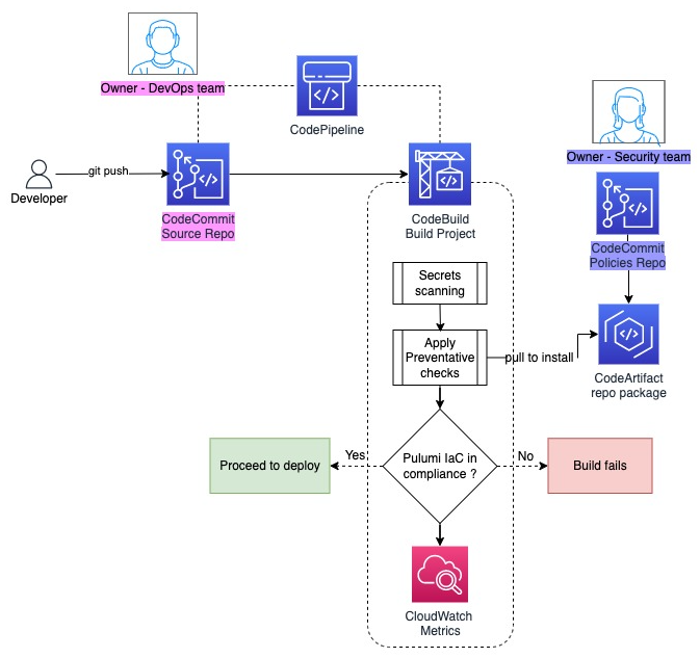 Owner - DevOps team
CodePipeline
Owner - Security team
Developer
git push
CodeCommit
Source Repo
CodeBuild
Build Project
CodeCommit
Policies Repo
Secrets
scanning
Apply
Preventative
checks
pull to install
CodeArtifact
repo package
Proceed to deploy
Yes
Pulumi IaC in
compliance ?
No
Build fails
CloudWatch
Metrics